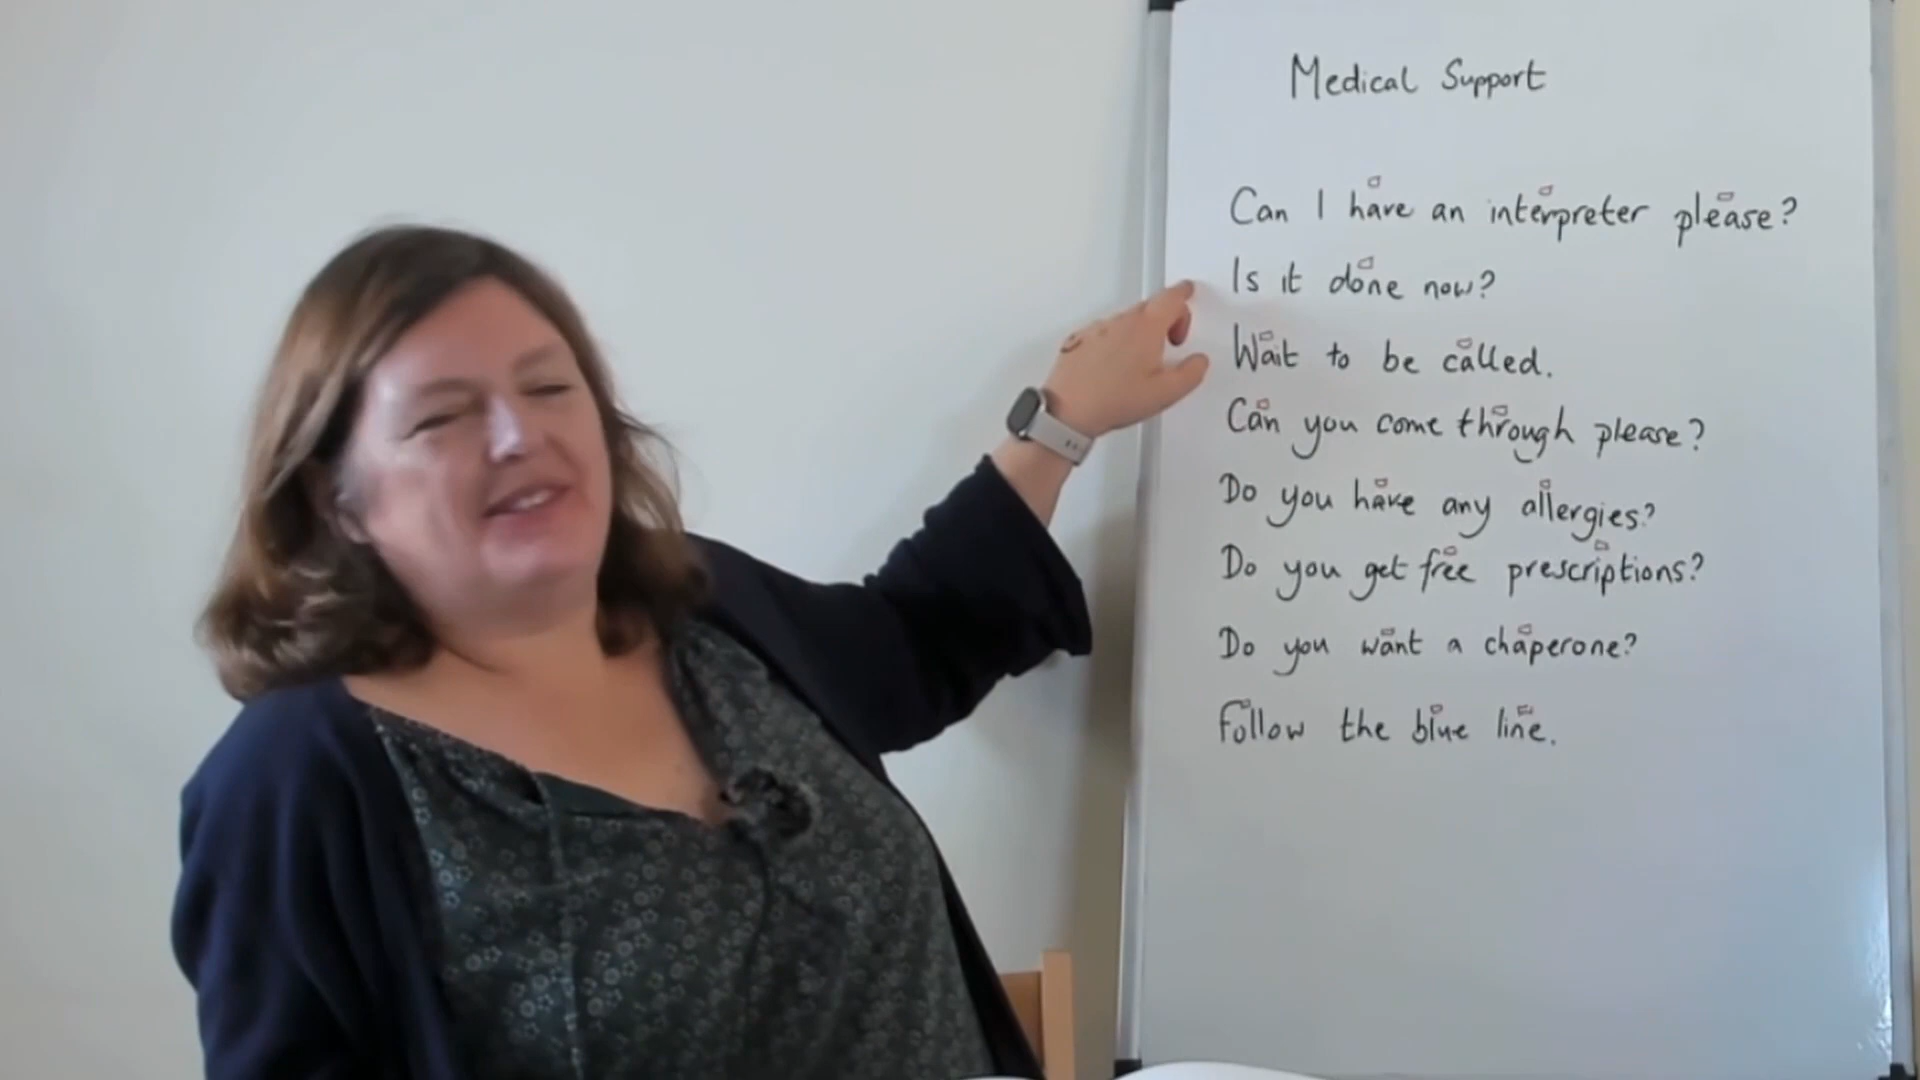 Medical Support
Can I have an interpreter please?
Is it done now?
Wait to be called.
Can you come through please?
Do you have any allergies?
Do you get free prescriptions?
Do you want a chaperone?
Follow the blue line.